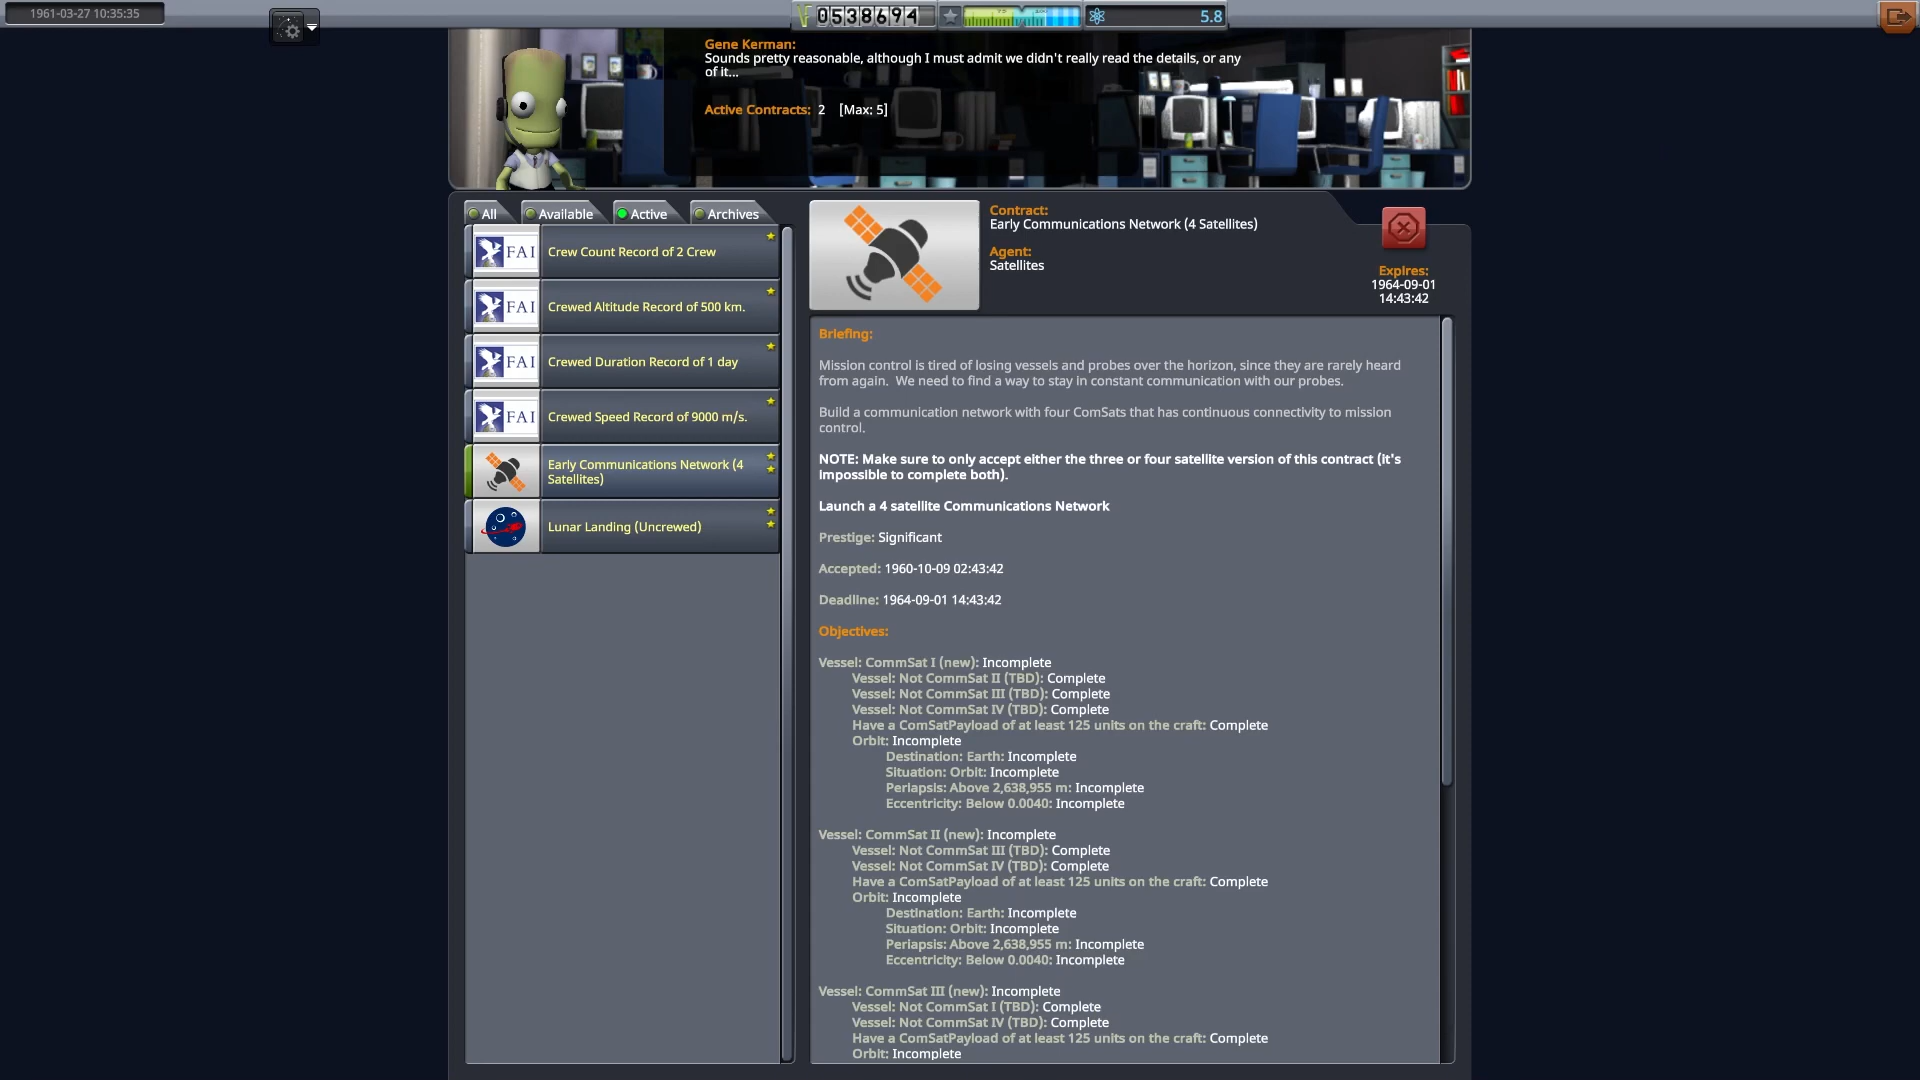 1961-03-27 10:35:35
0538694
5.8
Gene Kerman:
Sounds pretty reasonable, although I must admit we didn't really read the details, or any
of it...
Active Contracts: 2 [Max: 5]
All
Available
Active
Archives
FAI
Crew Count Record of 2 Crew
FAI
Crewed Altitude Record of 500 km.
FAI
Crewed Duration Record of 1 day
FAI
Crewed Speed Record of 9000 m/s.
Early Communications Network (4
Satellites)
Lunar Landing (Uncrewed)
Contract:
Early Communications Network (4 Satellites)
Agent:
Satellites
Expires:
1964-09-01
14:43:42
Briefing:
Mission control is tired of losing vessels and probes over the horizon, since they are rarely heard
from again. We need to find a way to stay in constant communication with our probes.
Build a communication network with four ComSats that has continuous connectivity to mission
control.
NOTE: Make sure to only accept either the three or four satellite version of this contract (it's
impossible to complete both).
Launch a 4 satellite Communications Network
Prestige: Significant
Accepted: 1960-10-09 02:43:42
Deadline: 1964-09-01 14:43:42
Objectives:
Vessel: CommSat I (new): Incomplete
Vessel: Not CommSat II (TBD): Complete
Vessel: Not CommSat III (TBD): Complete
Vessel: Not CommSat IV (TBD): Complete
Have a ComSatPayload of at least 125 units on the craft: Complete
Orbit: Incomplete
Destination: Earth: Incomplete
Situation: Orbit: Incomplete
Periapsis: Above 2,638,955 m: Incomplete
Eccentricity: Below 0.0040: Incomplete
Vessel: CommSat II (new): Incomplete
Vessel: Not CommSat III (TBD): Complete
Vessel: Not CommSat IV (TBD): Complete
Have a ComSatPayload of at least 125 units on the craft: Complete
Orbit: Incomplete
Destination: Earth: Incomplete
Situation: Orbit: Incomplete
Periapsis: Above 2,638,955 m: Incomplete
Eccentricity: Below 0.0040: Incomplete
Vessel: CommSat III (new): Incomplete
Vessel: Not CommSat I (TBD): Complete
Vessel: Not CommSat IV (TBD): Complete
Have a ComSatPayload of at least 125 units on the craft: Complete
Orbit: Incomplete